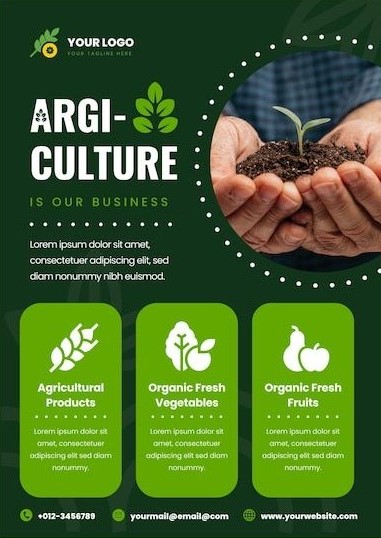 YOUR LOGO
YOUR TAGLINE HERE
ARGI-
CULTURE
IS OUR BUSINESS
Lorem ipsum dolor sit amet,
consectetuer adipiscing elit, sed
diam nonummy nibh euismod.
Agricultural
Products
Lorem ipsum dolor sit
amet, consectetuer
adipiscing elit, sed diam
nonummy.
Organic Fresh
Vegetables
Lorem ipsum dolor sit
amet, consectetuer
adipiscing elit, sed diam
nonummy.
Organic Fresh
Fruits
Lorem ipsum dolor sit
amet, consectetuer
adipiscing elit, sed diam
nonummy.
+012-3456789
yourmail@email@com
www.yourwebsite.com